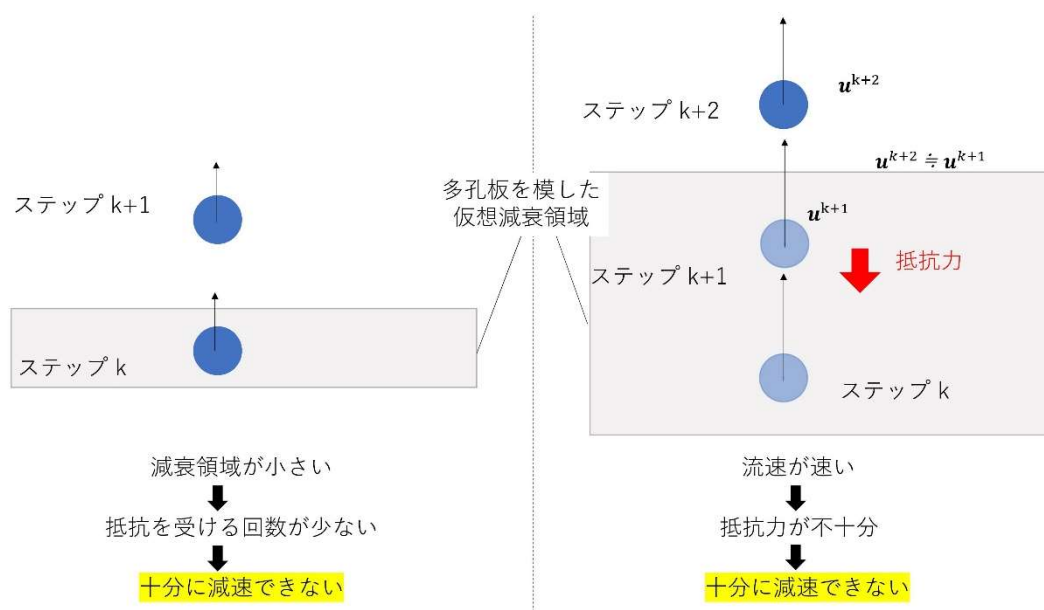 ステップ k+1
ステップ k
減衰領域が小さい
抵抗を受ける回数が少ない
十分に減速できない
多孔板を模した
仮想減衰領域
ステップ k+2
u^{k+2}
u^{k+2} ≒ u^{k+1}
u^{k+1}
ステップ k+1
抵抗力
ステップ k
流速が速い
抵抗力が不十分
十分に減速できない